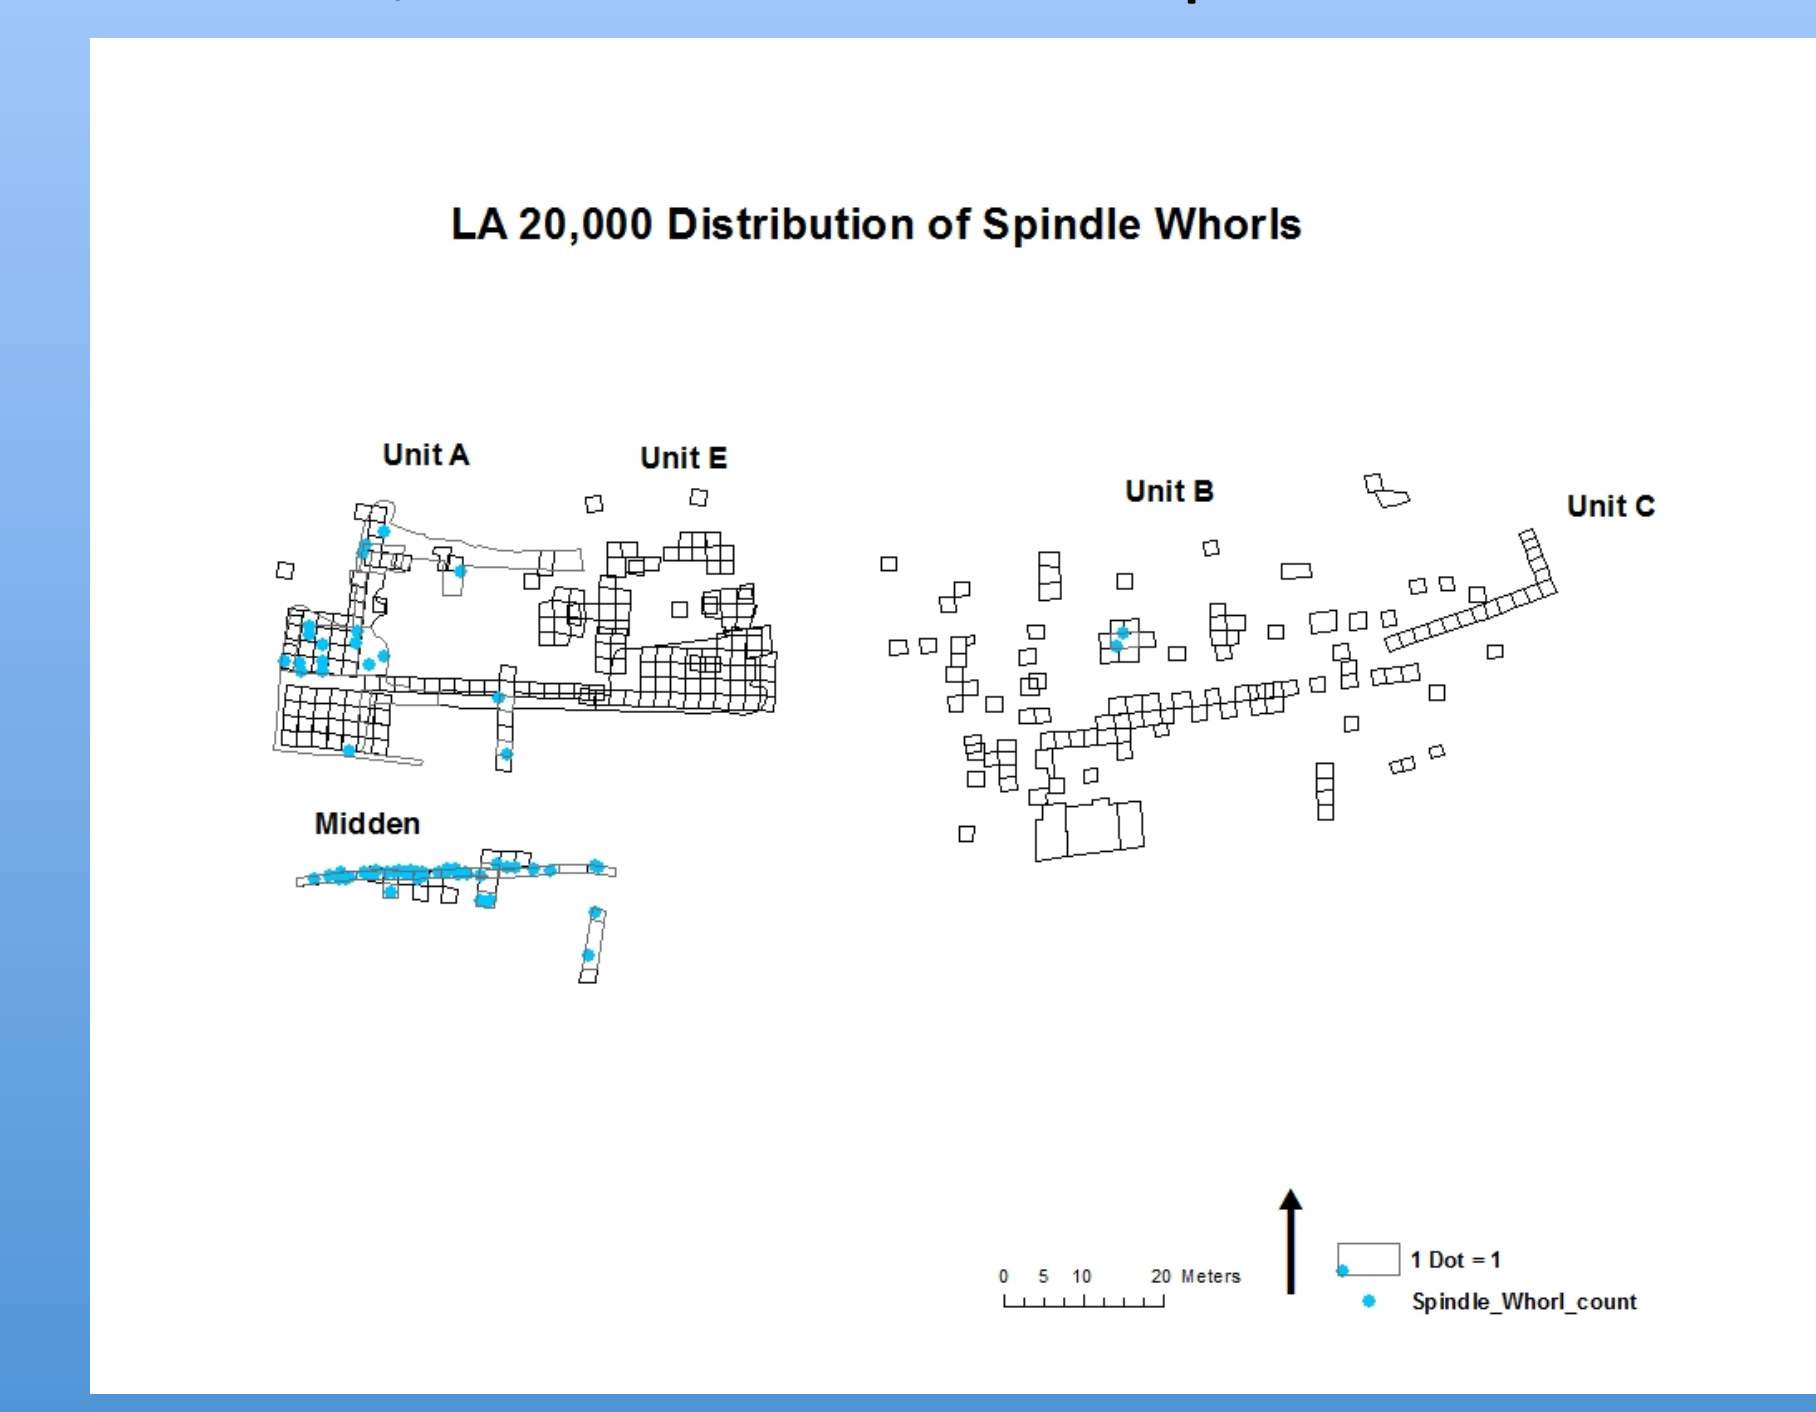 LA 20,000 Distribution of Spindle Whorls
Unit A
Unit E
Unit B
Unit C
Midden
0 5 10 20 Meters
1 Dot = 1
Spindle_Whorl_count